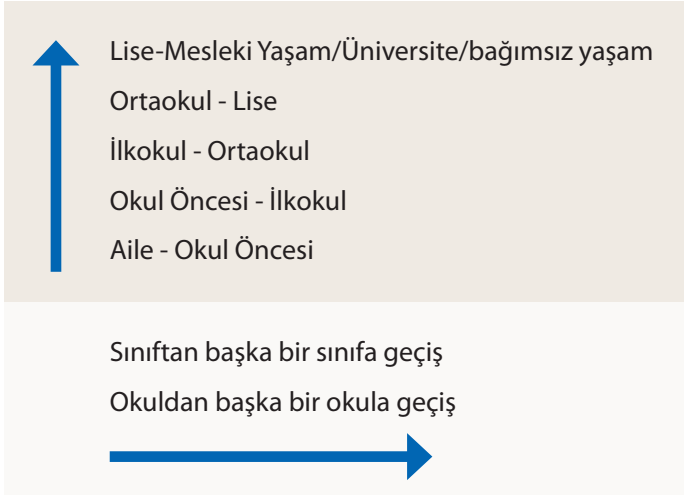 Lise-Mesleki Yaşam/Üniversite/bağımsız yaşam
Ortaokul - Lise
İlkokul - Ortaokul
Okul Öncesi - İlkokul
Aile - Okul Öncesi
Sınıftan başka bir sınıfa geçiş
Okuldan başka bir okula geçiş